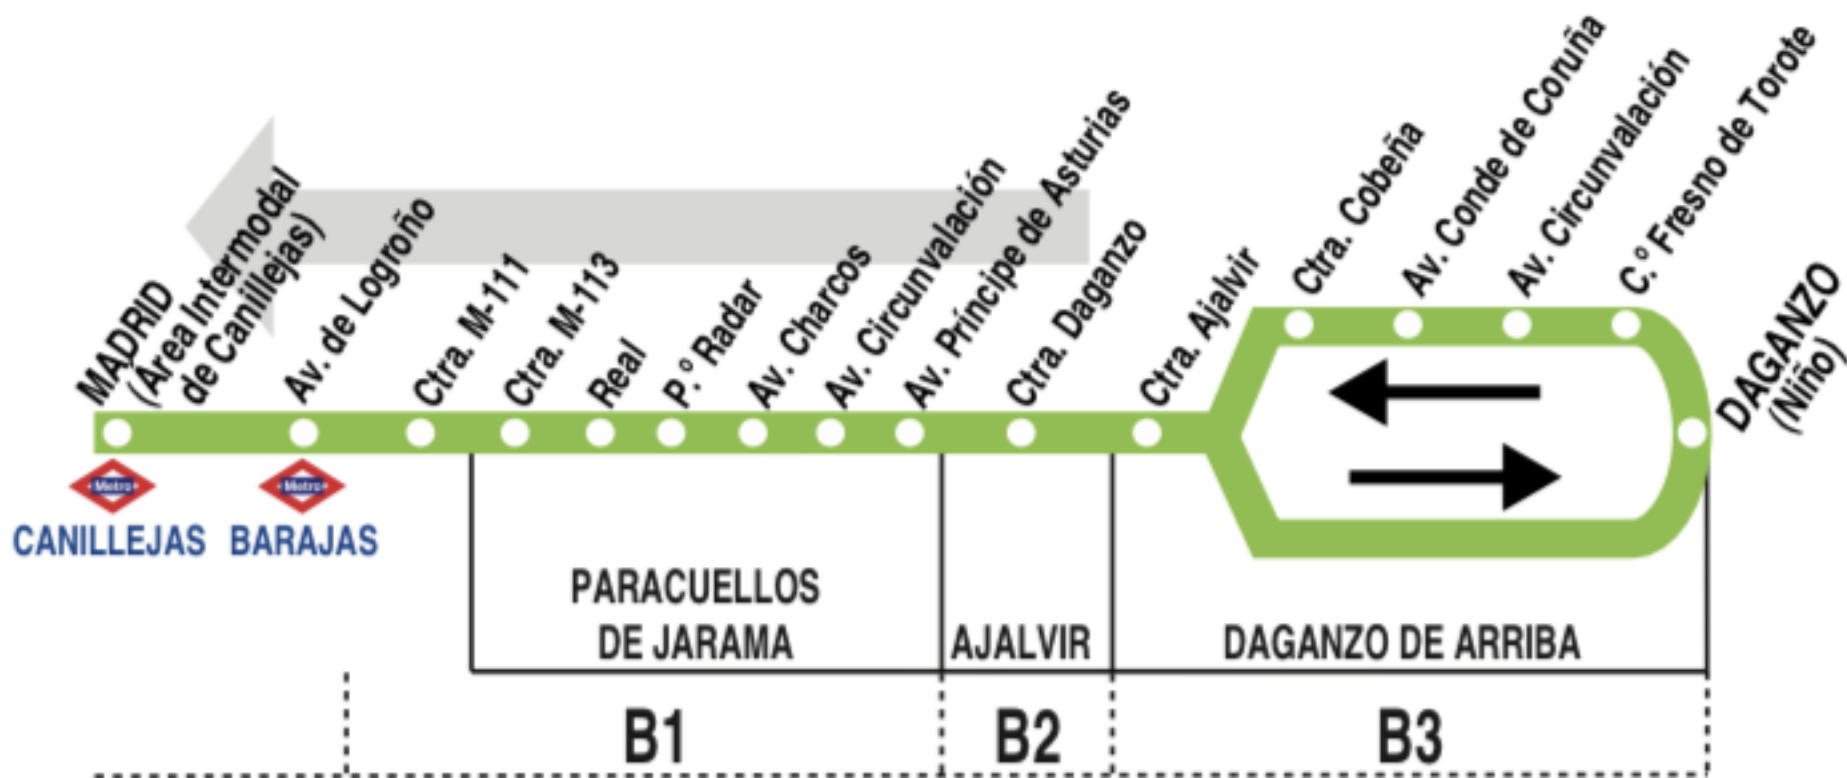 MADRID
(Área Intermodal
de Canillejas)
Av. de Logroño
Ctra. M-111
Ctra. M-113
Real
P.º Radar
Av. Charcos
Av. Circunvalación
Av. Príncipe de Asturias
Ctra. Daganzo
Ctra. Ajalvir
Ctra. Cobeña
Av. Conde de Coruña
Av. Circunvalación
C.º Fresno de Torote
DAGANZO
(Niño)
Metro
CANILLEJAS
Metro
BARAJAS
PARACUELLOS
DE JARAMA
AJALVIR
DAGANZO DE ARRIBA
B1
B2
B3